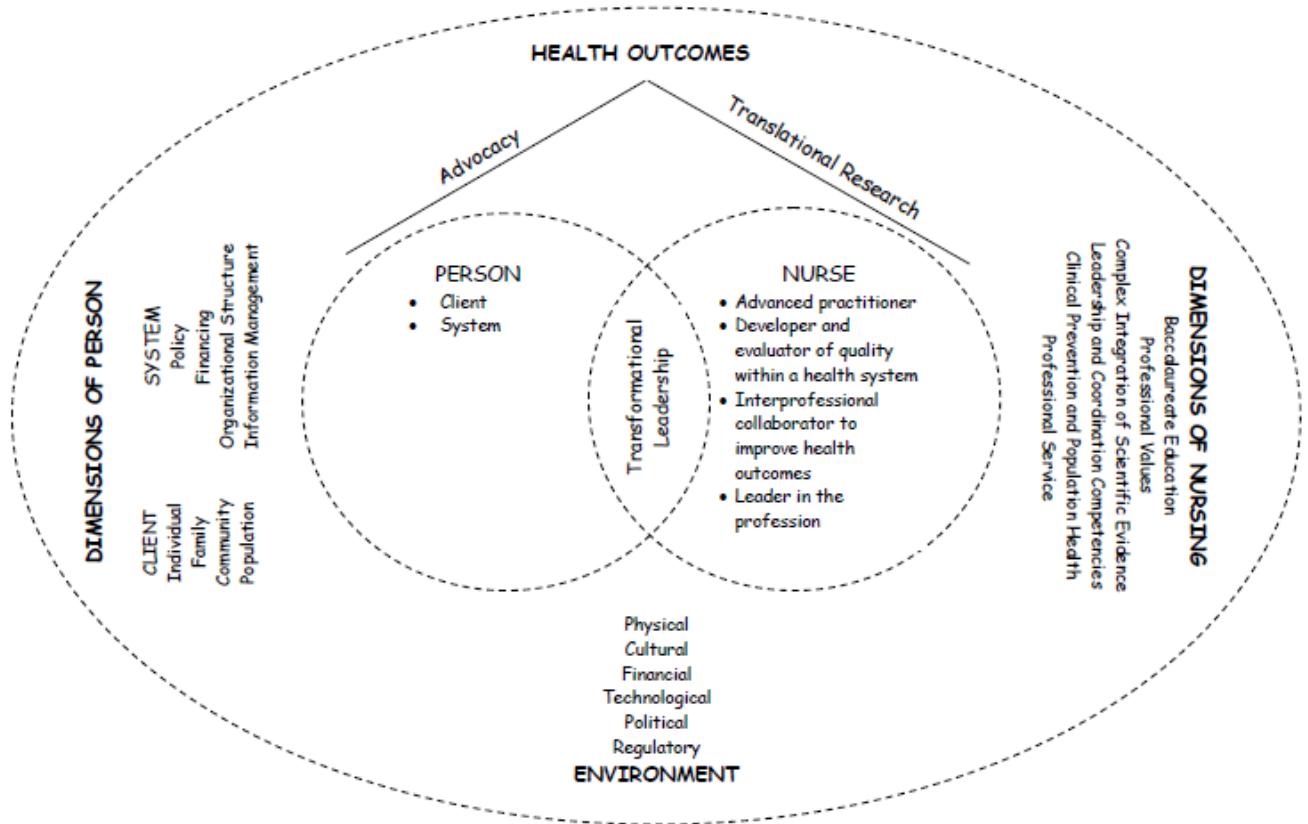 HEALTH OUTCOMES
Advocacy
Translational Research
DIMENSIONS OF PERSON
SYSTEM
Policy
Financing
Organizational Structure
Information Management
CLIENT
Individual
Family
Community
Population
PERSON
• Client
• System
Transformational
Leadership
NURSE
• Advanced practitioner
• Developer and
evaluator of quality
within a health system
• Interprofessional
collaborator to
improve health
outcomes
• Leader in the
profession
DIMENSIONS OF NURSING
Baccalaureate Education
Professional Values
Complex Integration of Scientific Evidence
Leadership and Coordination Competencies
Clinical Prevention and Population Health
Professional Service
Physical
Cultural
Financial
Technological
Political
Regulatory
ENVIRONMENT